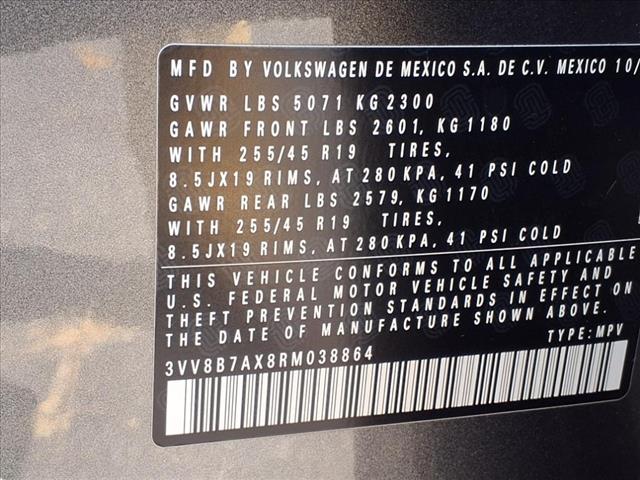 MFD BY VOLKSWAGEN DE MEXICO S.A. DE C.V. MEXICO 10/
GVWR LBS 5071 KG 2300
GAWR FRONT LBS 2601, KG 1180
WITH 255/45 R19 TIRES,
8.5JX19 RIMS, AT 280 KPA, 41 PSI COLD
GAWR REAR LBS 2579, KG 1170
WITH 255/45 R19 TIRES,
8.5JX19 RIMS, AT 280 KPA, 41 PSI COLD
THIS VEHICLE CONFORMS TO ALL APPLICABLE
U.S. FEDERAL MOTOR VEHICLE SAFETY AND
THEFT PREVENTION STANDARDS IN EFFECT ON
THE DATE OF MANUFACTURE SHOWN ABOVE.
3VV8B7AX8RM038864 TYPE: MPV